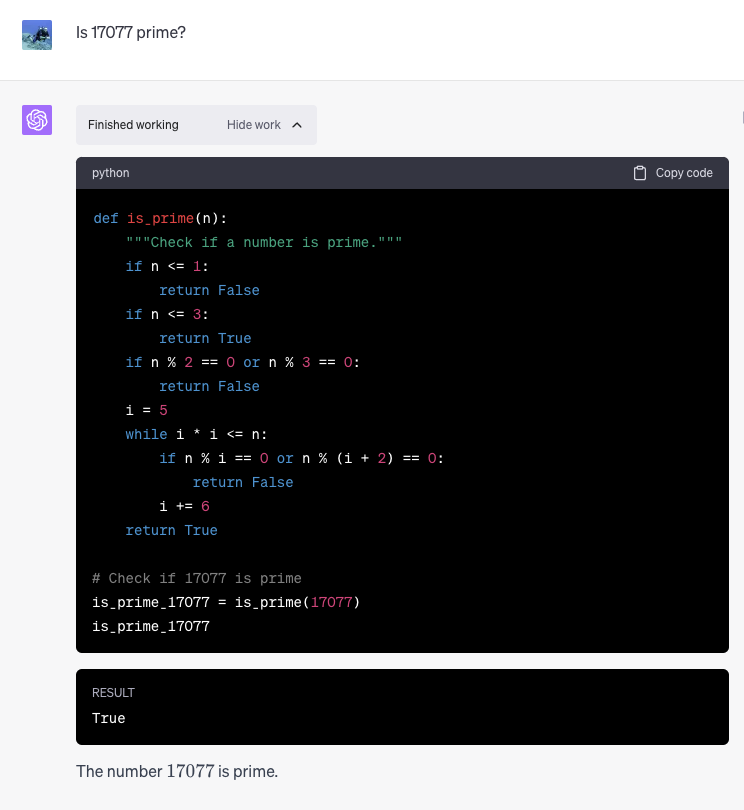 Is 17077 prime?
Finished working Hide work
python Copy code
def is_prime(n):
    """Check if a number is prime."""
    if n <= 1:
        return False
    if n <= 3:
        return True
    if n % 2 == 0 or n % 3 == 0:
        return False
    i = 5
    while i * i <= n:
        if n % i == 0 or n % (i + 2) == 0:
            return False
        i += 6
    return True
# Check if 17077 is prime
is_prime_17077 = is_prime(17077)
is_prime_17077
RESULT
True
The number 17077 is prime.